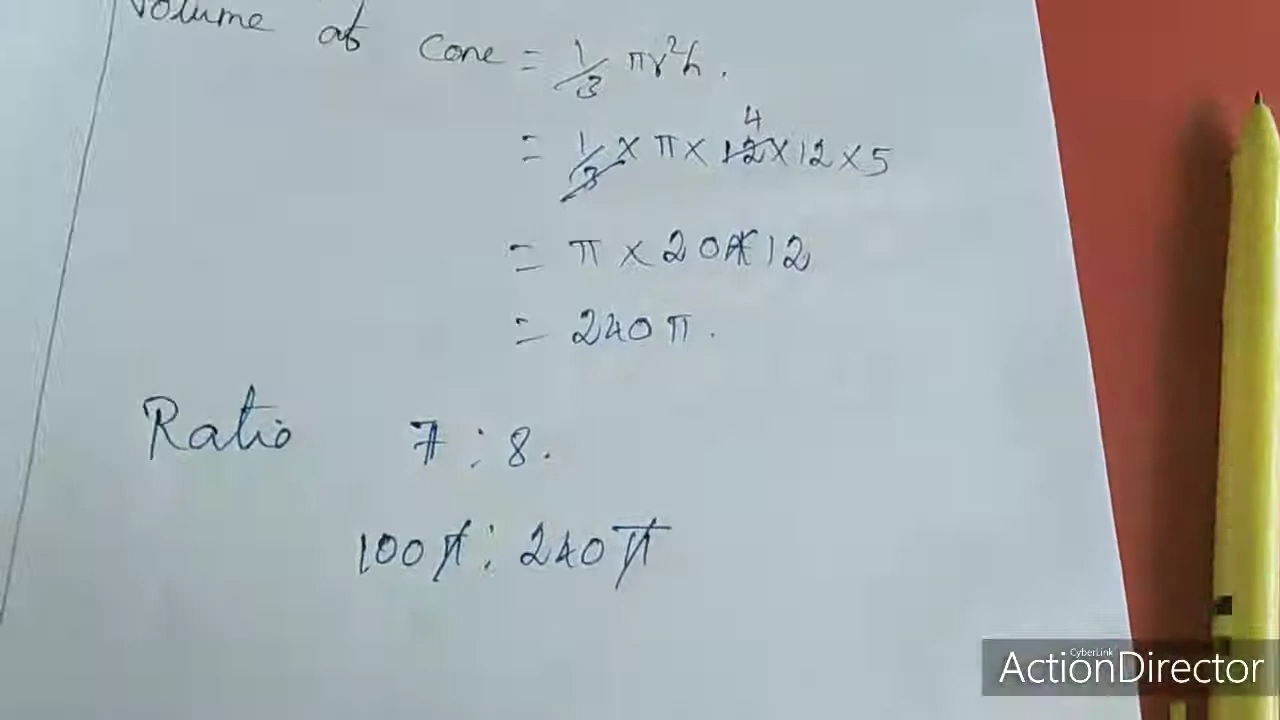 Volume of Cone = 1/3 πr²h.
= 1/3 × π × 12 × 12 × 5
4
= π × 20 × 12
= 240π.
Ratio 7 : 8.
100π : 240π
CyberLink
ActionDirector